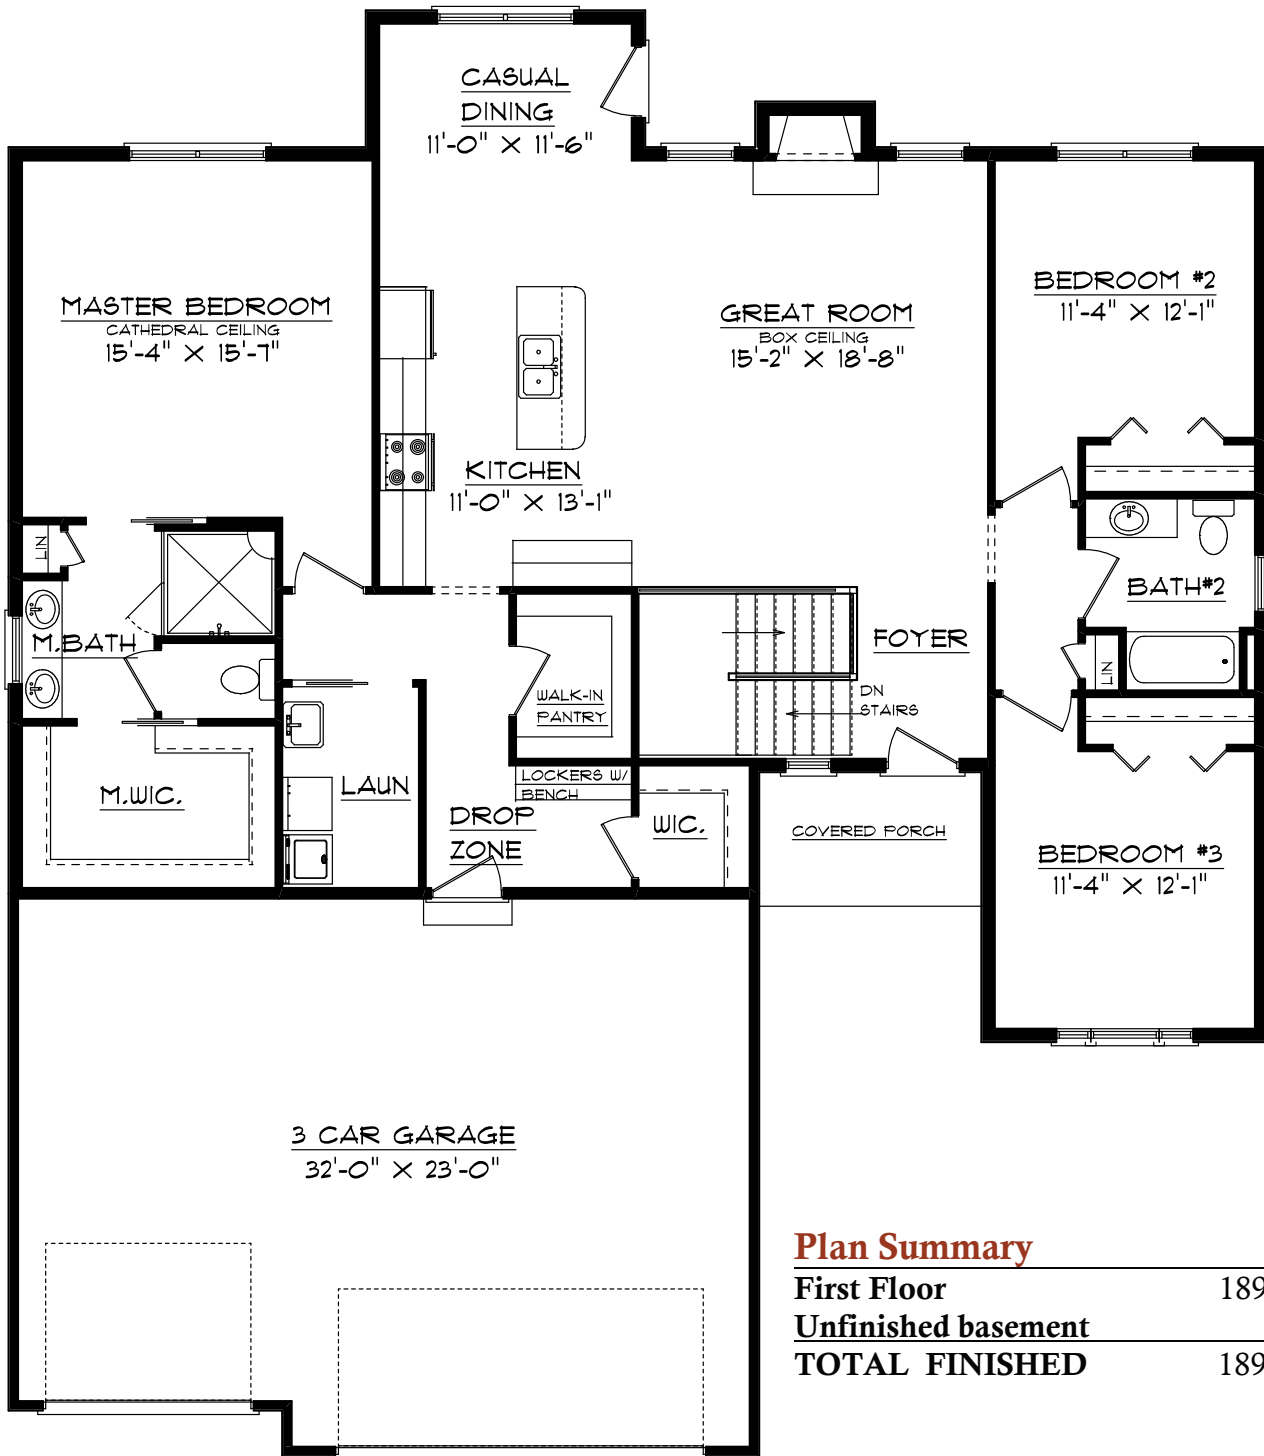 CASUAL
DINING
11'-0" X 11'-6"
MASTER BEDROOM
CATHEDRAL CEILING
15'-4" X 15'-7"
GREAT ROOM
BOX CEILING
15'-2" X 18'-8"
BEDROOM #2
11'-4" X 12'-1"
KITCHEN
11'-0" X 13'-1"
LIN
M.BATH
BATH#2
FOYER
LIN
WALK-IN
PANTRY
DN
STAIRS
M.WIC.
LAUN
LOCKERS W/
BENCH
DROP
ZONE
WIC.
COVERED PORCH
BEDROOM #3
11'-4" X 12'-1"
3 CAR GARAGE
32'-0" X 23'-0"
Plan Summary
First Floor 189
Unfinished basement
TOTAL FINISHED 189